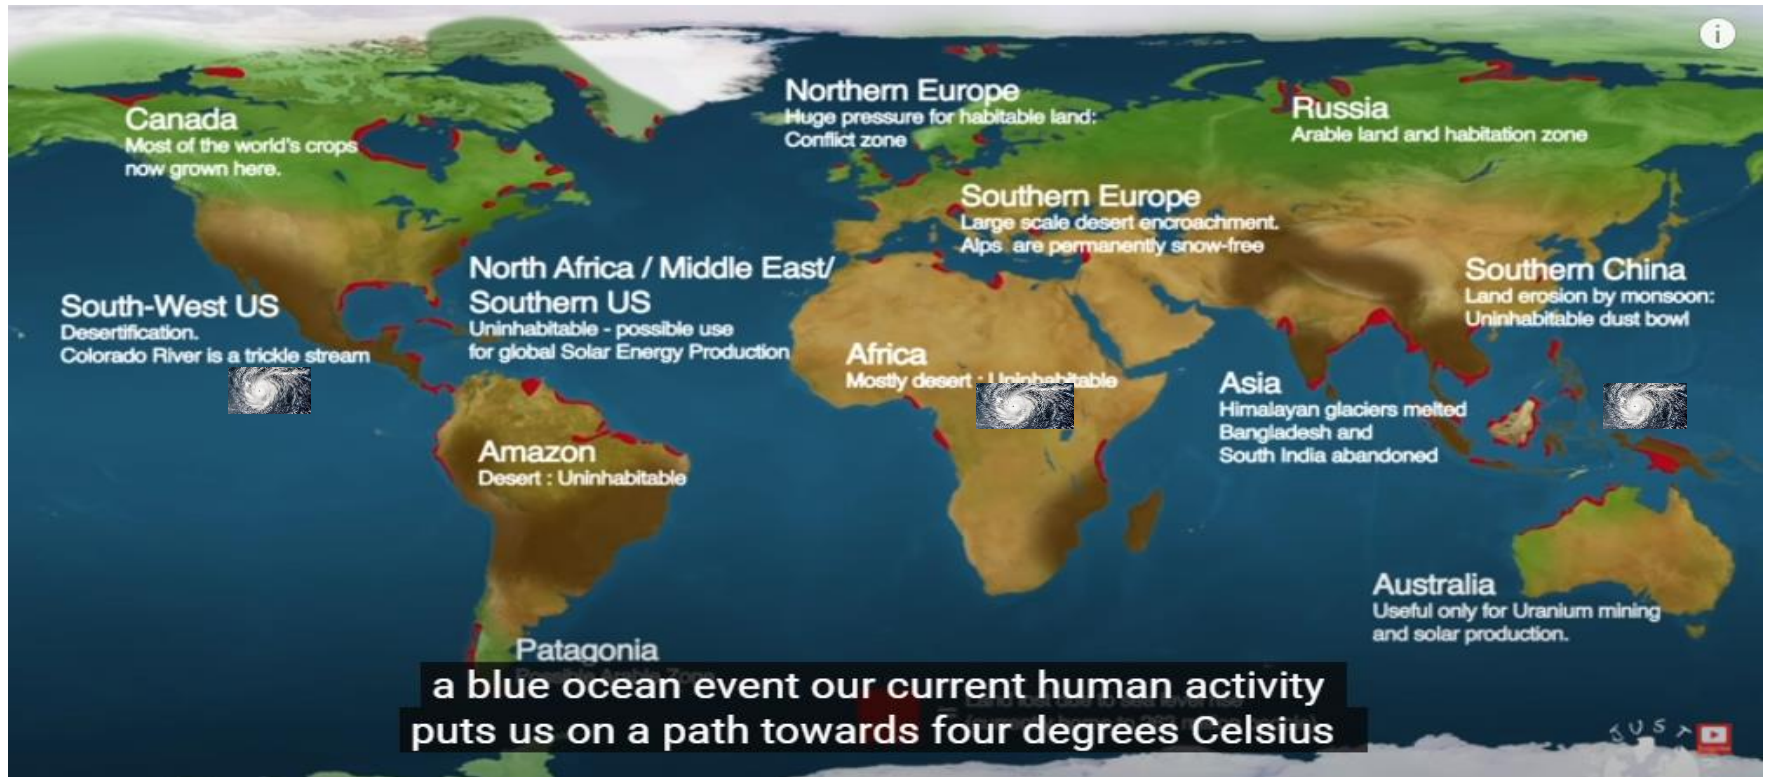 Canada
Most of the world's crops
now grown here.
Northern Europe
Huge pressure for habitable land:
Conflict zone
Russia
Arable land and habitation zone
Southern Europe
Large scale desert encroachment.
Alps are permanently snow-free
North Africa / Middle East/
Southern US
Uninhabitable - possible use
for global Solar Energy Production
South-West US
Desertification.
Colorado River is a trickle stream
Southern China
Land erosion by monsoon:
Uninhabitable dust bowl
Africa
Mostly desert : Uninhabitable
Asia
Himalayan glaciers melted
Bangladesh and
South India abandoned
Amazon
Desert : Uninhabitable
Australia
Useful only for Uranium mining
and solar production.
Patagonia
a blue ocean event our current human activity
puts us on a path towards four degrees Celsius
JUST